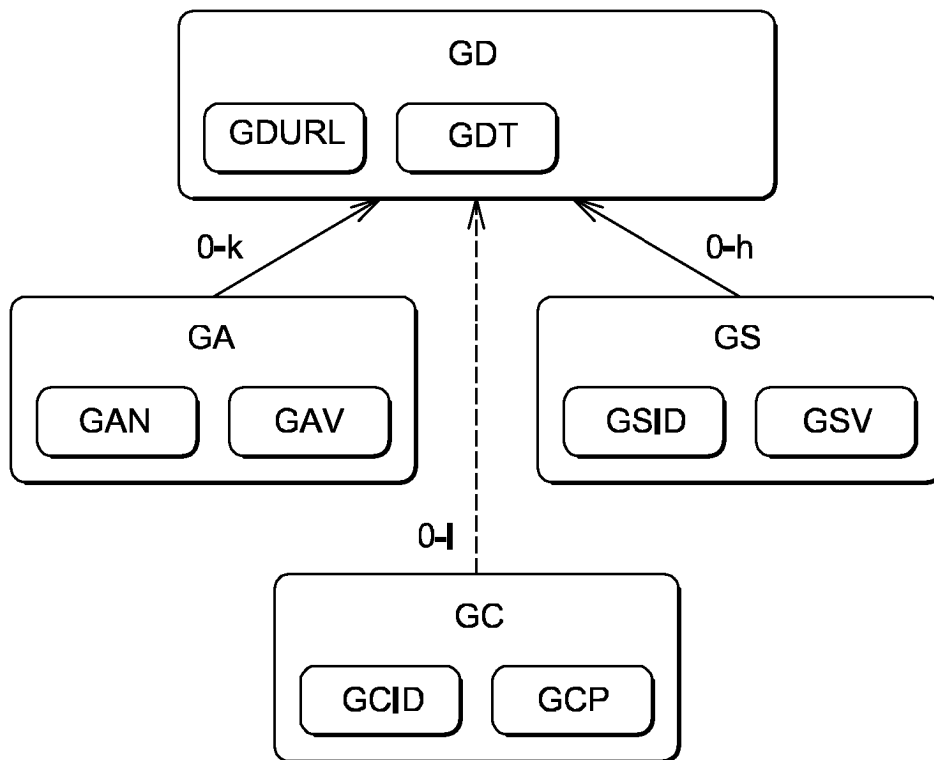 GD
GDURL GDT
0-k 0-h
GA GS
GAN GAV GSID GSV
0-l
GC
GCID GCP